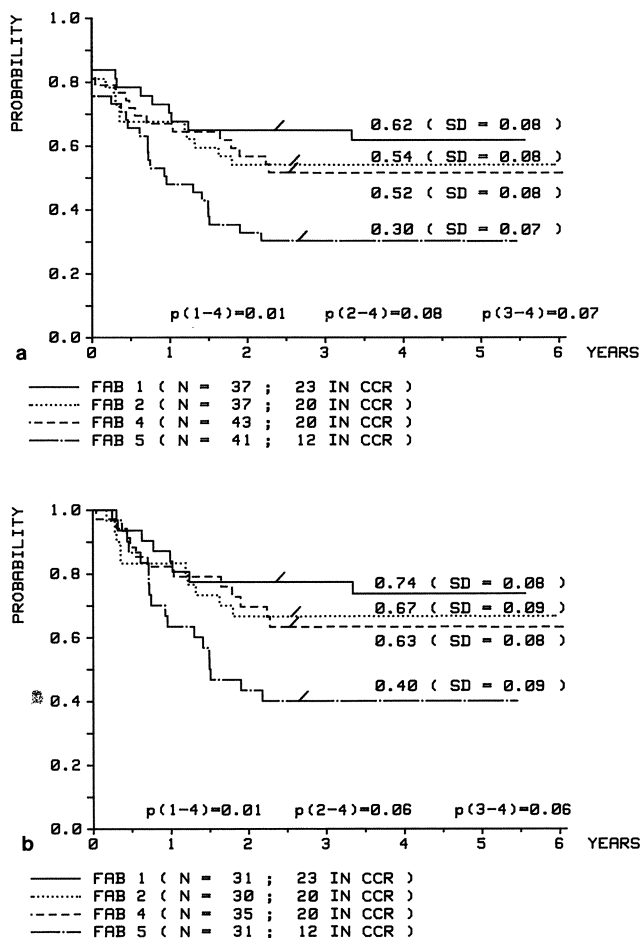 PROBABILITY
1.0
0.8
0.6
0.4
0.2
0.0
0.62 ( SD = 0.08 )
0.54 ( SD = 0.08 )
0.52 ( SD = 0.08 )
0.30 ( SD = 0.07 )
p(1-4)=0.01 p(2-4)=0.08 p(3-4)=0.07
a
0 1 2 3 4 5 6 YEARS
FAB 1 ( N = 37 ; 23 IN CCR )
FAB 2 ( N = 37 ; 20 IN CCR )
FAB 4 ( N = 43 ; 20 IN CCR )
FAB 5 ( N = 41 ; 12 IN CCR )
PROBABILITY
1.0
0.8
0.6
0.4
0.2
0.0
0.74 ( SD = 0.08 )
0.67 ( SD = 0.09 )
0.63 ( SD = 0.08 )
0.40 ( SD = 0.09 )
p(1-4)=0.01 p(2-4)=0.06 p(3-4)=0.06
b
0 1 2 3 4 5 6 YEARS
FAB 1 ( N = 31 ; 23 IN CCR )
FAB 2 ( N = 30 ; 20 IN CCR )
FAB 4 ( N = 35 ; 20 IN CCR )
FAB 5 ( N = 31 ; 12 IN CCR )